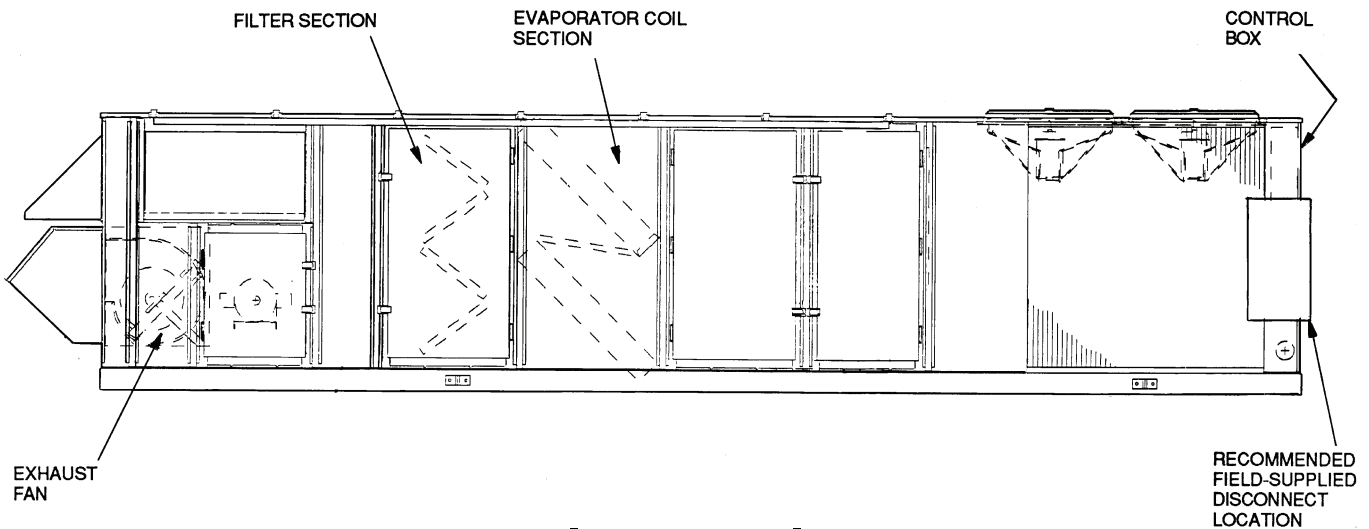 FILTER SECTION
EVAPORATOR COIL
SECTION
CONTROL
BOX
EXHAUST
FAN
RECOMMENDED
FIELD-SUPPLIED
DISCONNECT
LOCATION